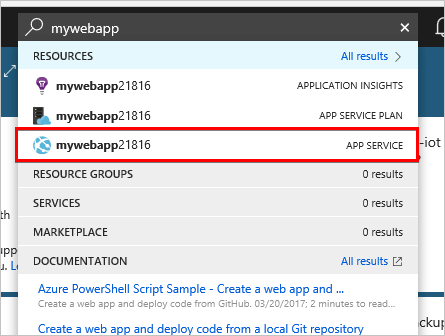 mywebapp
RESOURCES All results
mywebapp21816 APPLICATION INSIGHTS
mywebapp21816 APP SERVICE PLAN
mywebapp21816 APP SERVICE
-iot
RESOURCE GROUPS 0 results
SERVICES 0 results
MARKETPLACE 0 results
DOCUMENTATION All results
Azure PowerShell Script Sample - Create a web app and ...
Create a web app and deploy code from GitHub. 03/20/2017; 2 minutes to read...
Create a web app and deploy code from a local Git repository